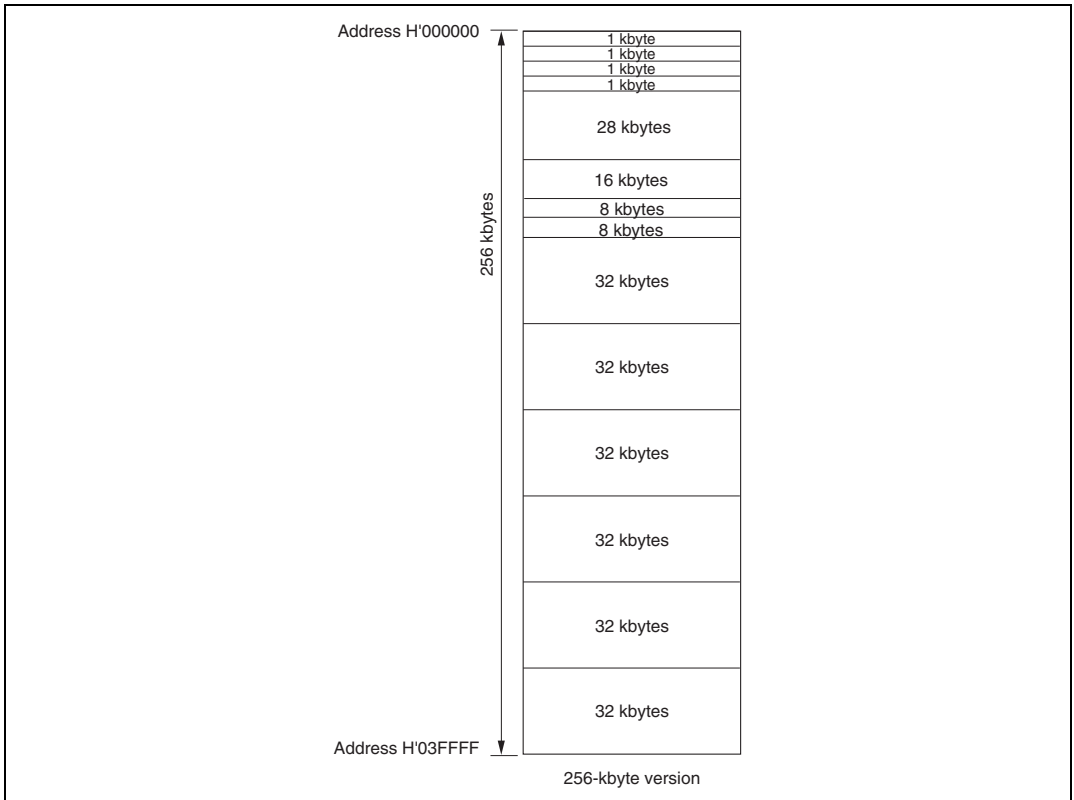 Address H'000000
1 kbyte
1 kbyte
1 kbyte
1 kbyte
28 kbytes
16 kbytes
8 kbytes
8 kbytes
256 kbytes
32 kbytes
32 kbytes
32 kbytes
32 kbytes
32 kbytes
32 kbytes
Address H'03FFFF
256-kbyte version